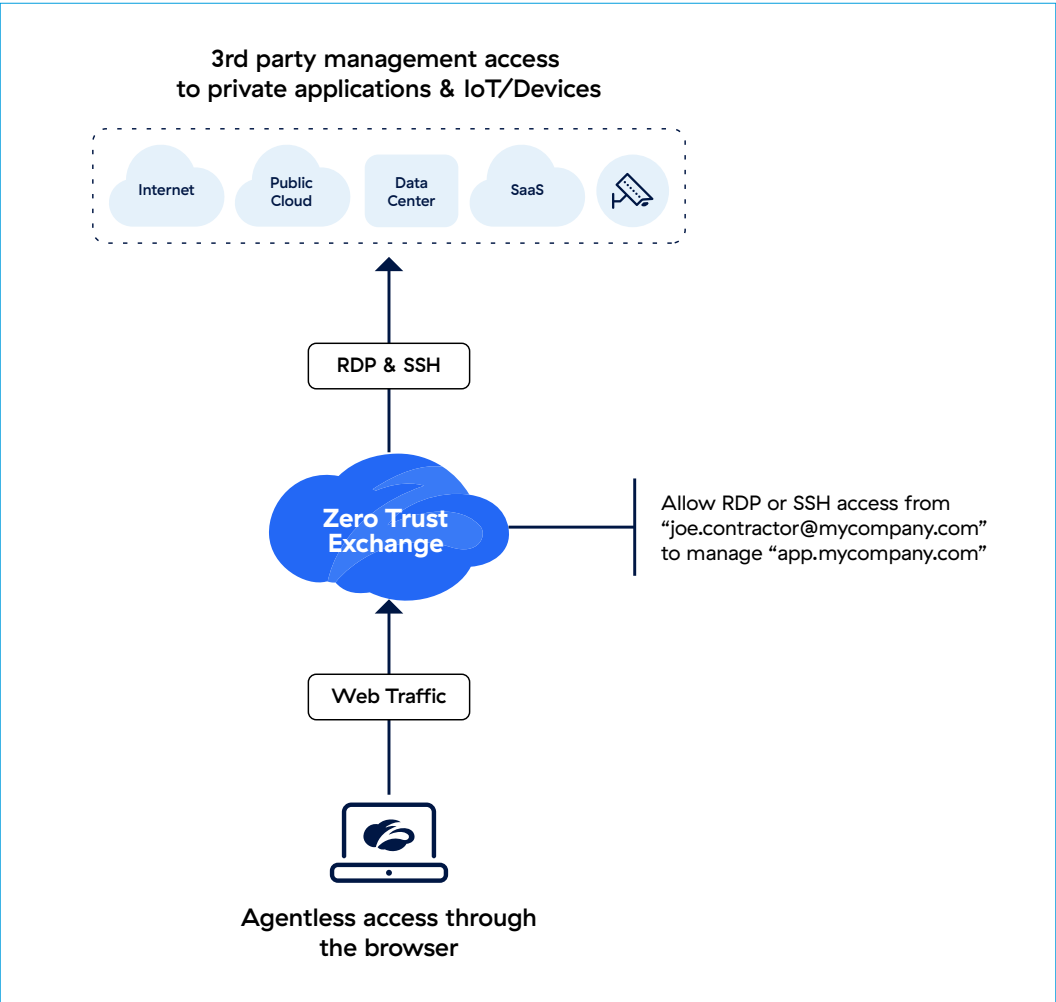 3rd party management access
to private applications & IoT/Devices
Internet
Public
Cloud
Data
Center
SaaS
RDP & SSH
Zero Trust
Exchange
Allow RDP or SSH access from
“joe.contractor@mycompany.com”
to manage “app.mycompany.com”
Web Traffic
Agentless access through
the browser